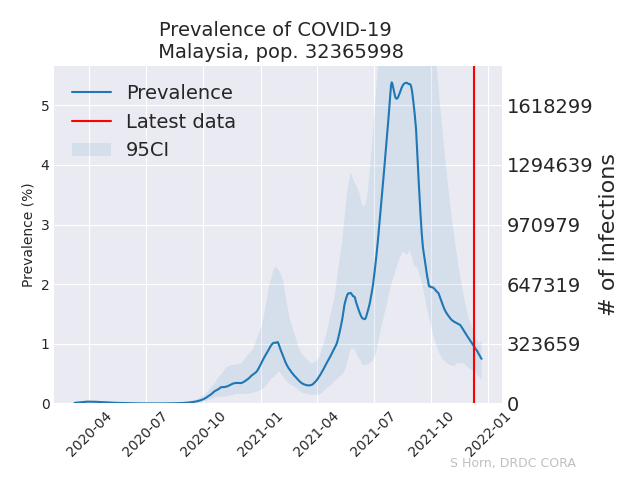 Prevalence of COVID-19
Malaysia, pop. 32365998
Prevalence
Latest data
95CI
Prevalence (%)
5
4
3
2
1
0
1618299
1294639
970979
647319
323659
0
# of infections
2020-04
2020-07
2020-10
2021-01
2021-04
2021-07
2021-10
2022-01
S Horn, DRDC CORA